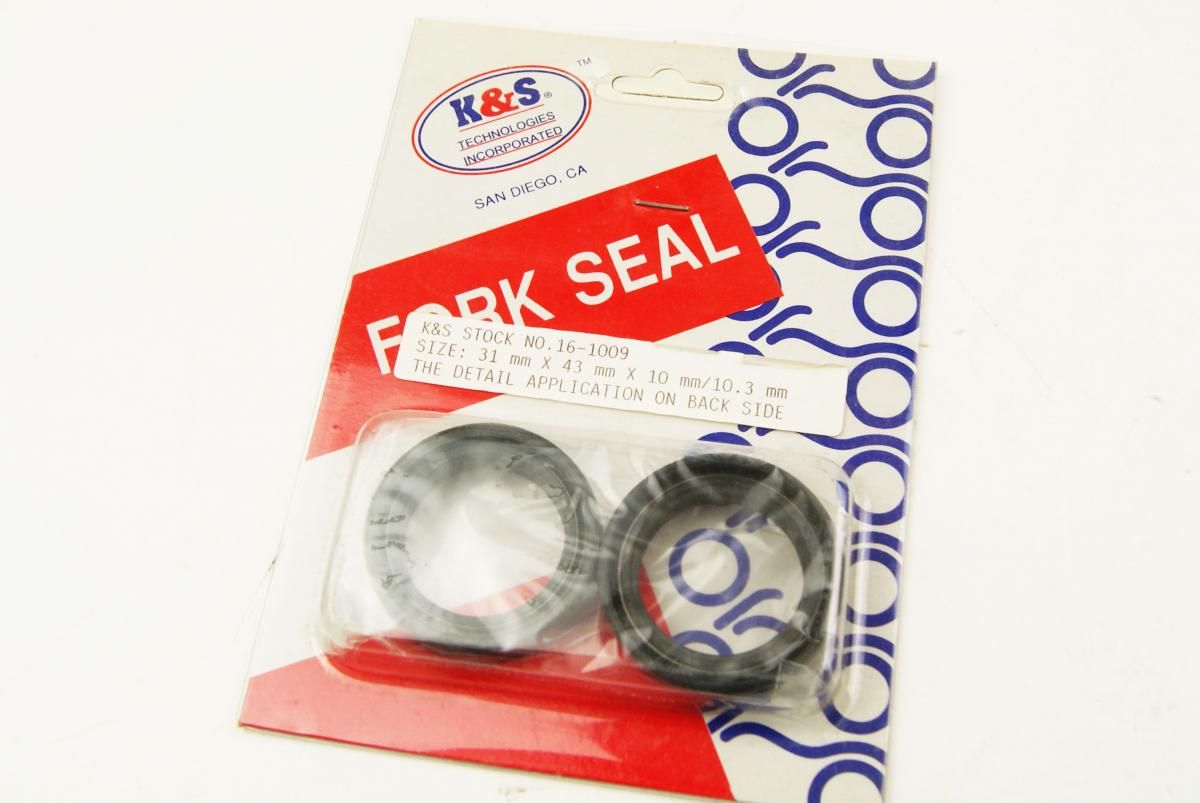 K&S®
TM
TECHNOLOGIES
INCORPORATED
SAN DIEGO, CA
FORK SEAL
K&S STOCK NO.16-1009
SIZE: 31 mm X 43 mm X 10 mm/10.3 mm
THE DETAIL APPLICATION ON BACK SIDE